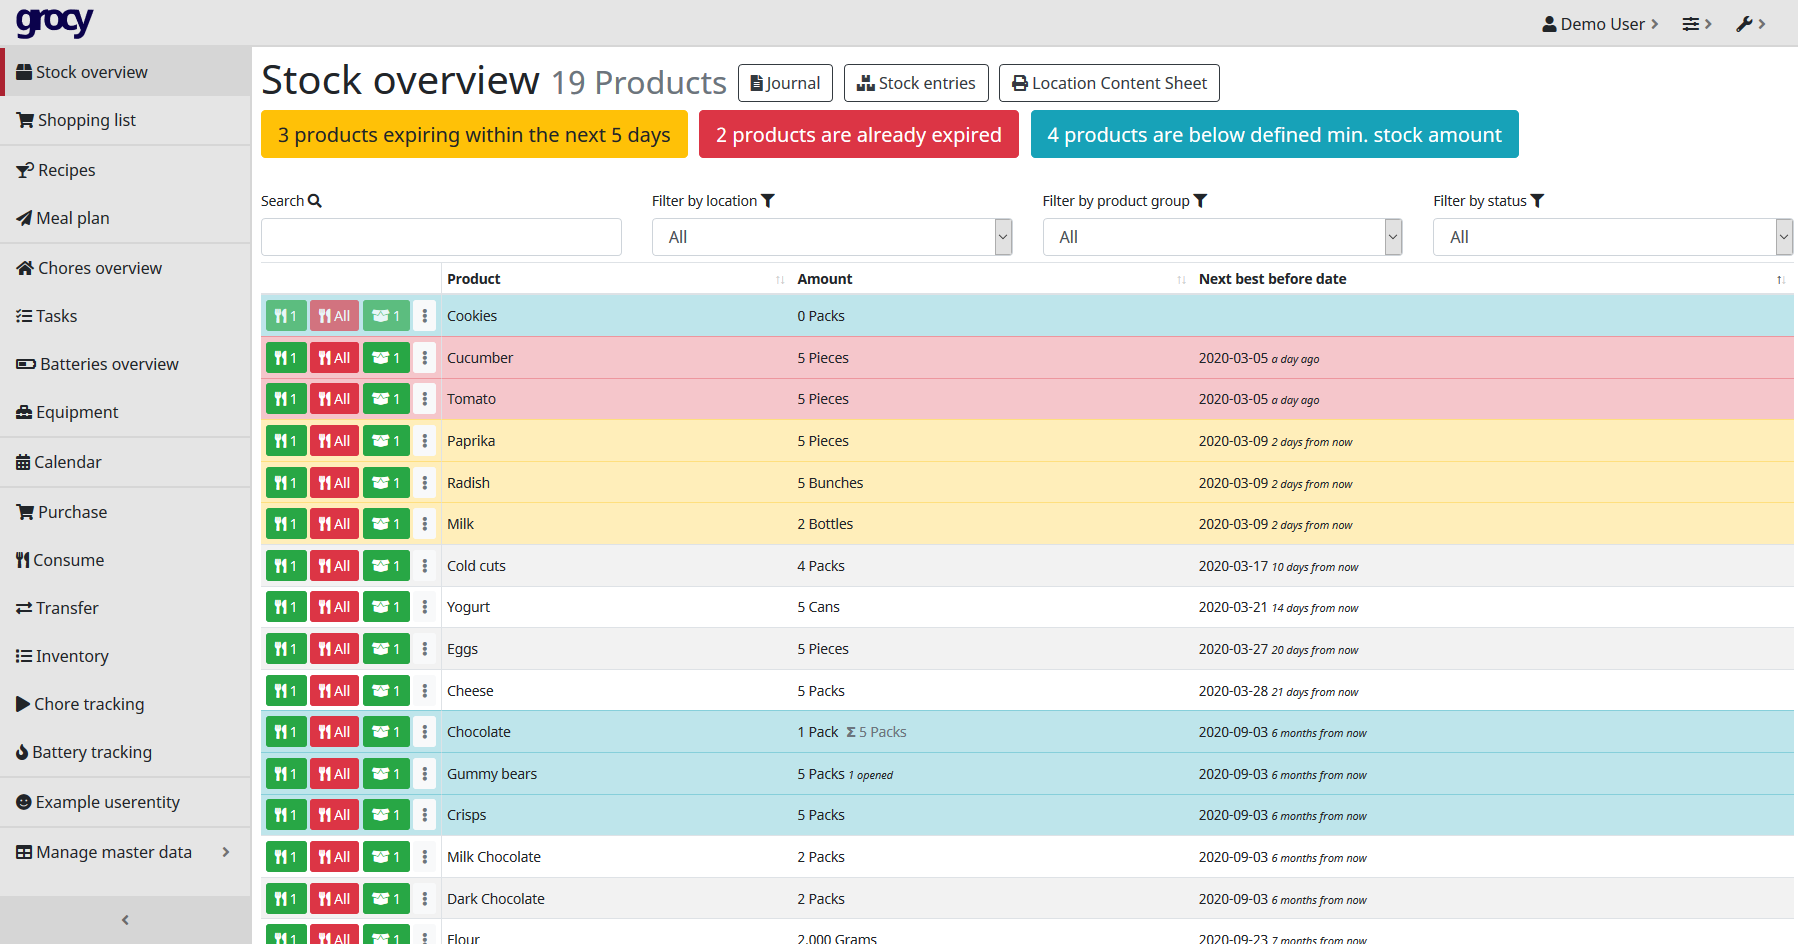 grocy
Demo User
Stock overview
Shopping list
Recipes
Meal plan
Chores overview
Tasks
Batteries overview
Equipment
Calendar
Purchase
Consume
Transfer
Inventory
Chore tracking
Battery tracking
Example userentity
Manage master data
Stock overview 19 Products Journal Stock entries Location Content Sheet
3 products expiring within the next 5 days 2 products are already expired 4 products are below defined min. stock amount
Search Filter by location Filter by product group Filter by status
All All All
Product Amount Next best before date
1 All 1 Cookies 0 Packs
1 All 1 Cucumber 5 Pieces 2020-03-05 a day ago
1 All 1 Tomato 5 Pieces 2020-03-05 a day ago
1 All 1 Paprika 5 Pieces 2020-03-09 2 days from now
1 All 1 Radish 5 Bunches 2020-03-09 2 days from now
1 All 1 Milk 2 Bottles 2020-03-09 2 days from now
1 All 1 Cold cuts 4 Packs 2020-03-17 10 days from now
1 All 1 Yogurt 5 Cans 2020-03-21 14 days from now
1 All 1 Eggs 5 Pieces 2020-03-27 20 days from now
1 All 1 Cheese 5 Packs 2020-03-28 21 days from now
1 All 1 Chocolate 1 Pack Σ 5 Packs 2020-09-03 6 months from now
1 All 1 Gummy bears 5 Packs 1 opened 2020-09-03 6 months from now
1 All 1 Crisps 5 Packs 2020-09-03 6 months from now
1 All 1 Milk Chocolate 2 Packs 2020-09-03 6 months from now
1 All 1 Dark Chocolate 2 Packs 2020-09-03 6 months from now
1 All 1 Flour 2,000 Grams 2020-09-23 7 months from now